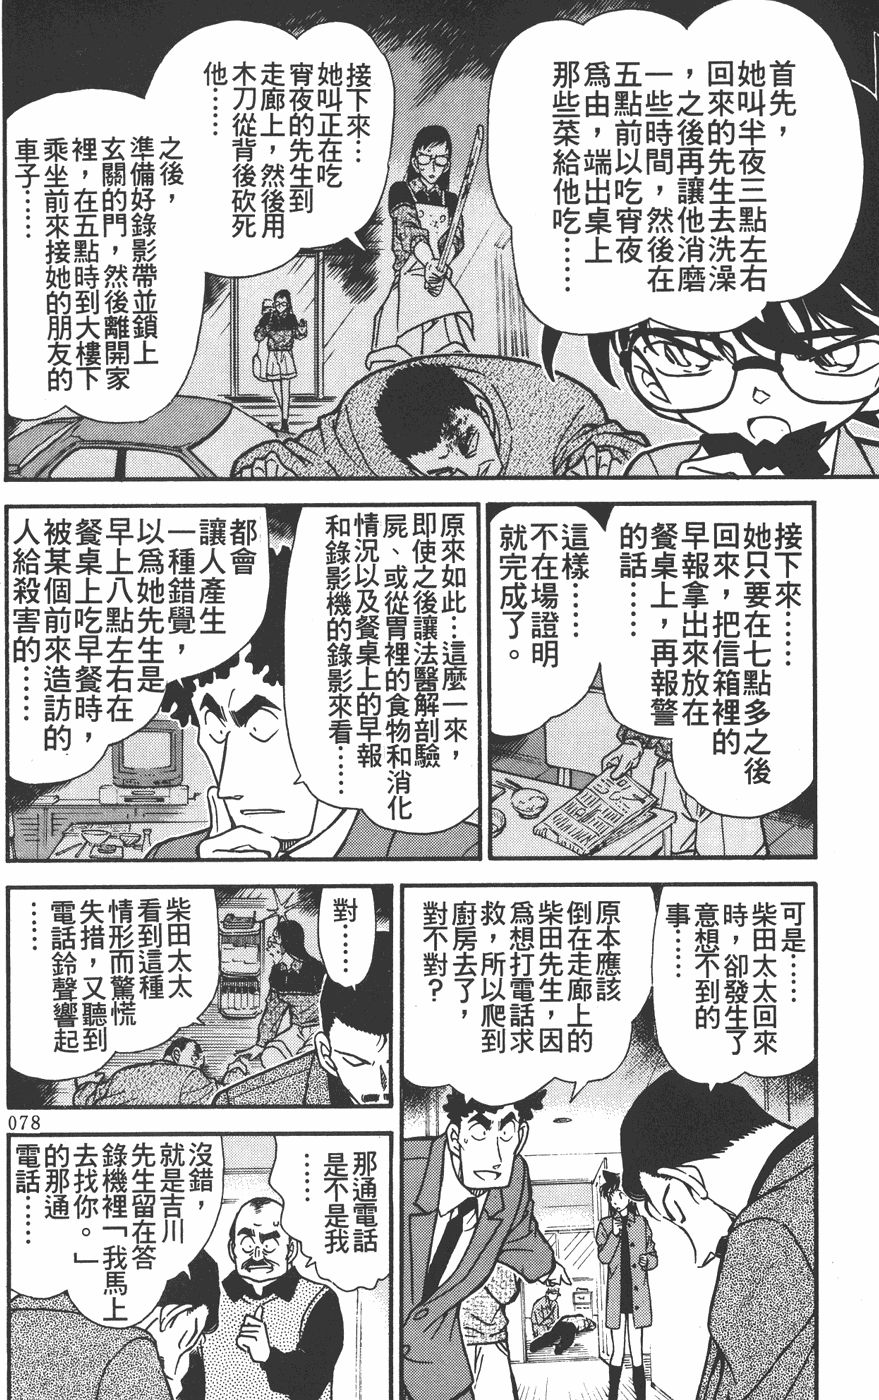 首先，
她叫半夜三點左右
回來的先生去洗澡
，之後再讓他消磨
一些時間，然後在
五點前以吃宵夜
為由，端出桌上
那些菜給他吃……
接下來…
她叫正在吃
宵夜的先生到
走廊上，然後用
木刀從背後砍死
他……
之後，
準備好錄影帶並鎖上
玄關的門，然後離開家
裡，在五點時到大樓下
乘坐前來接她的朋友的
車子……
接下來……
她只要在七點多之後
回來，把信箱裡的
早報拿出來放在
餐桌上，再報警
的話……
這樣……
不在場證明
就完成了。
原來如此…這麼一來，
即使之後讓法醫解剖驗
屍、或從胃裡的食物和消化
情況以及餐桌上的早報
和錄影機的錄影來看……
都會
讓人產生
一種錯覺，
以為她先生是
早上八點左右在
餐桌上吃早餐時，
被某個前來造訪的
人給殺害的……
可是……
柴田太太回來
時，卻發生了
意想不到的
事……
原本應該
倒在走廊上的
柴田先生，因
為想打電話求
救，所以爬到
廚房去了，
對不對？
對……
柴田太太
看到這種
情形而驚慌
失措，又聽到
電話鈴聲響起
……
078
那通電話
是不是我
……
沒錯，
就是吉川
先生留在答
錄機裡「我馬上
去找你。」
的那通
電話……